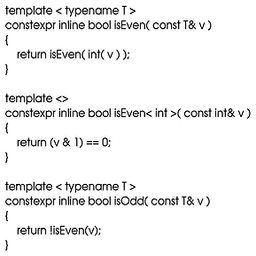 template < typename T >
constexpr inline bool isEven( const T& v )
{
    return isEven( int( v ) );
}

template <>
constexpr inline bool isEven< int >( const int& v )
{
    return (v & 1) == 0;
}

template < typename T >
constexpr inline bool isOdd( const T& v )
{
    return !isEven(v);
}